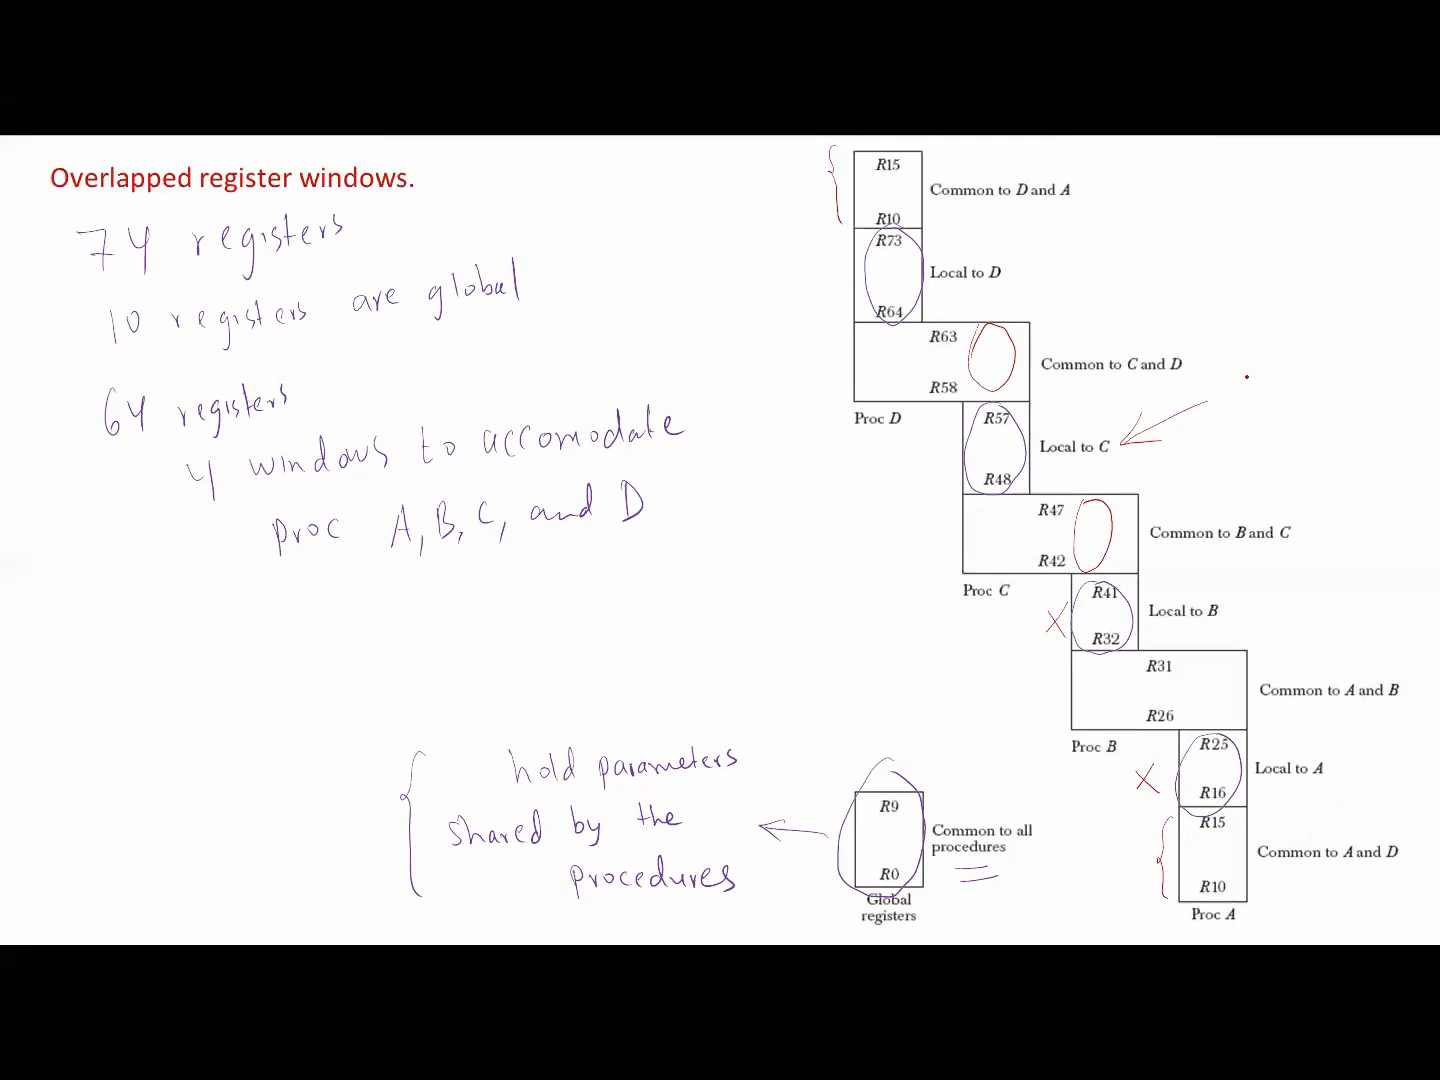 Overlapped register windows.
74 registers
10 registers are global
64 registers
4 windows to accomodate
proc A, B, C, and D
hold parameters
shared by the
procedures
R15
Common to D and A
R10
R73
Local to D
R64
R63
Common to C and D
R58
Proc D
R57
Local to C
R48
R47
Common to B and C
R42
Proc C
R41
Local to B
R32
R31
Common to A and B
R26
Proc B
R25
Local to A
R16
R15
Common to A and D
R10
Proc A
R9
Common to all
procedures
R0
Global
registers